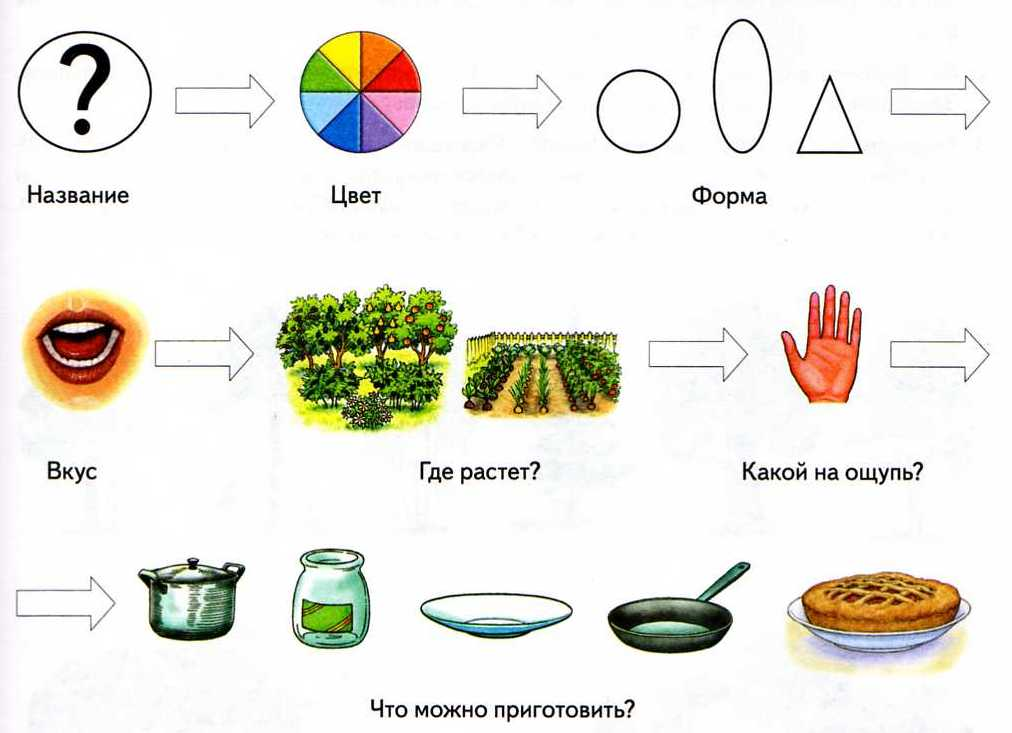 ?
Название
Цвет
Форма
Вкус
Где растет?
Какой на ощупь?
Что можно приготовить?